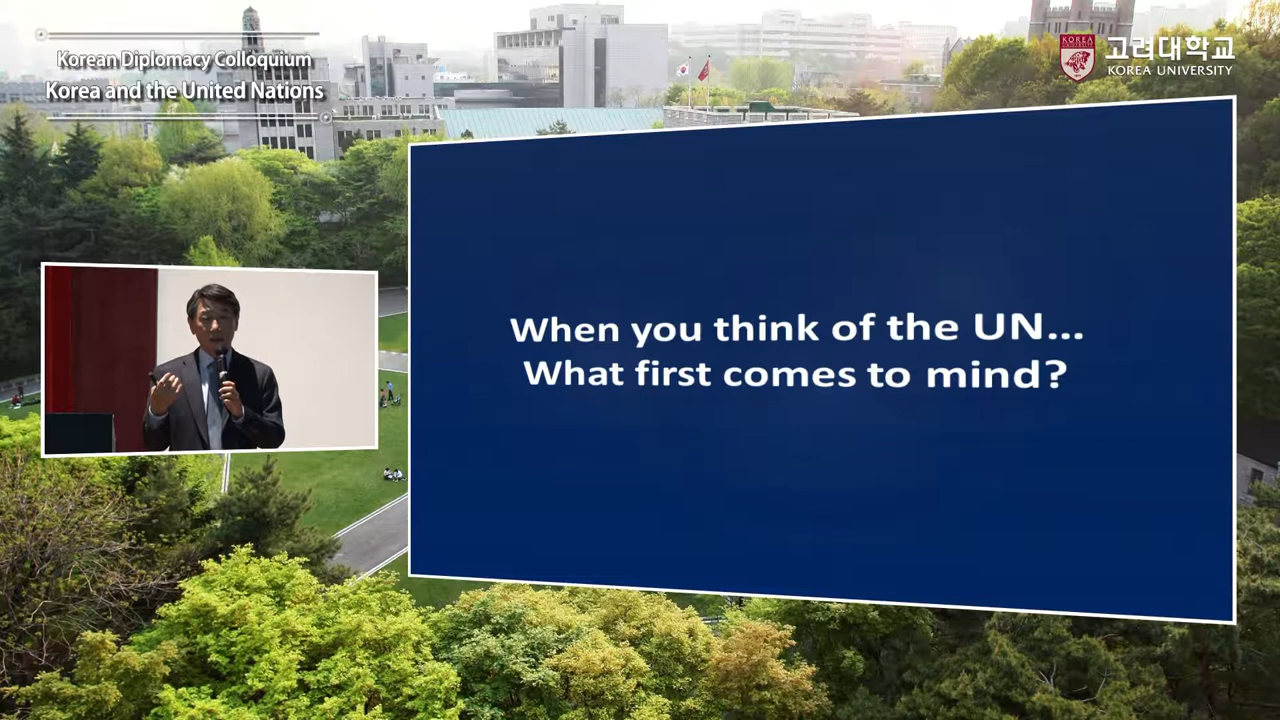 Korean Diplomacy Colloquium
Korea and the United Nations
KOREA
UNIVERSITY
고려대학교
KOREA UNIVERSITY
When you think of the UN...
What first comes to mind?